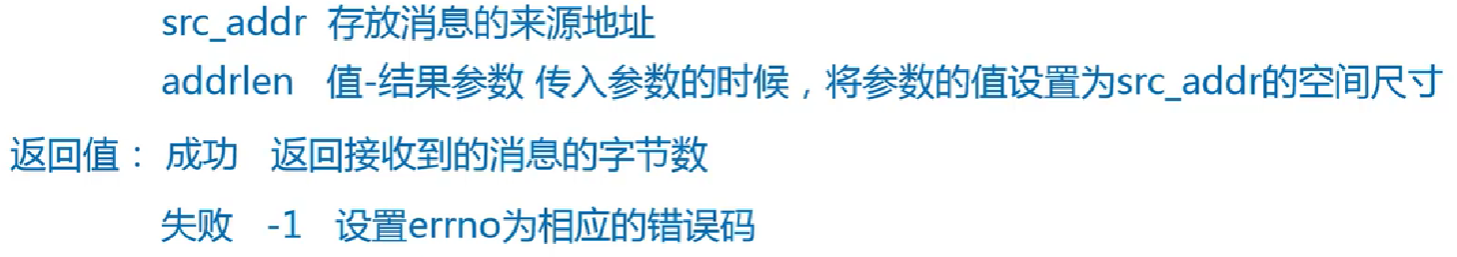 src_addr 存放消息的来源地址
addrlen 值-结果参数 传入参数的时候，将参数的值设置为src_addr的空间尺寸
返回值： 成功 返回接收到的消息的字节数
失败 -1 设置errno为相应的错误码